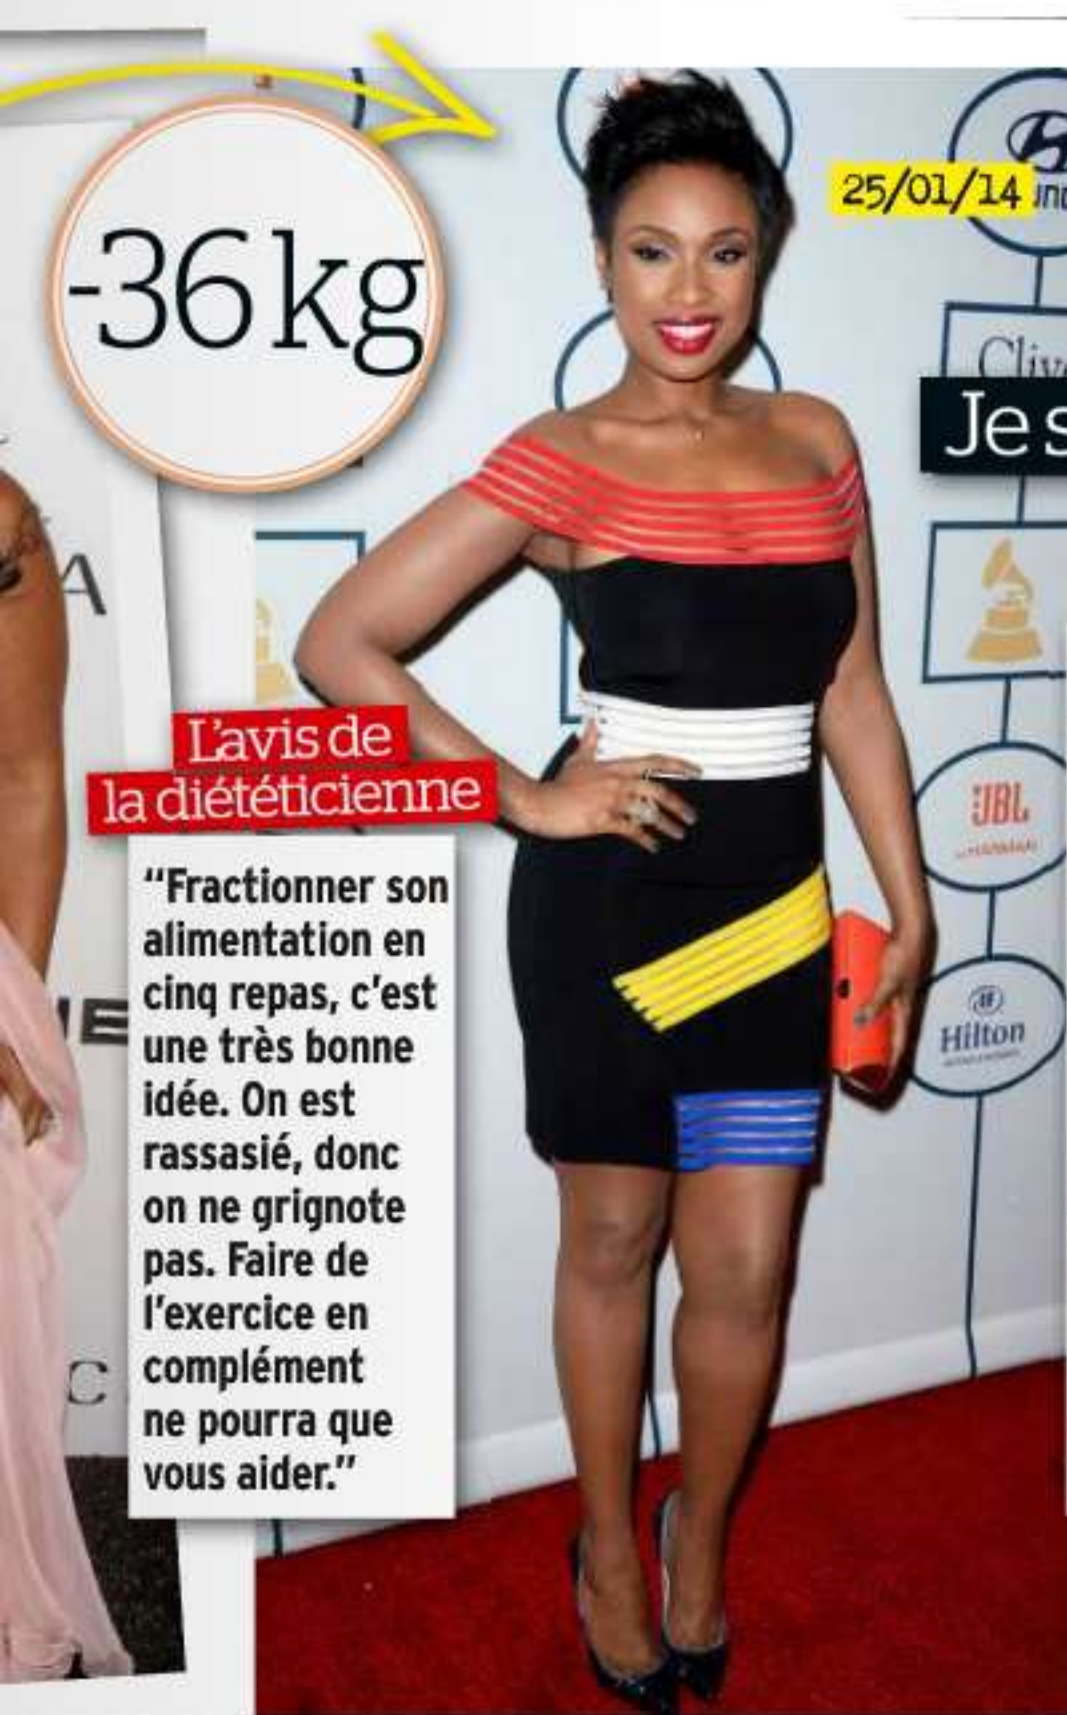 -36kg
25/01/14
Cliv
Je s
A
L'avis de
la diététicienne
JBL
"Fractionner son
alimentation en
cinq repas, c'est
une très bonne
idée. On est
rassasié, donc
on ne grignote
pas. Faire de
l'exercice en
complément
ne pourra que
vous aider."
Hilton
IE
C